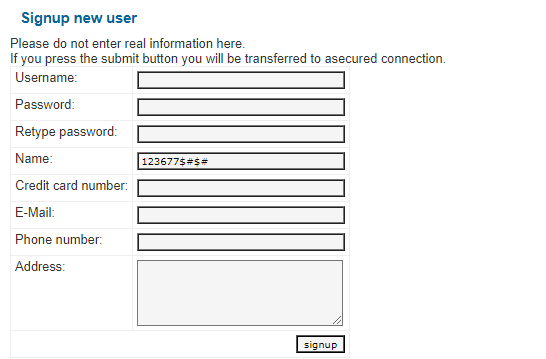 Signup new user
Please do not enter real information here.
If you press the submit button you will be transferred to asecured connection.
Username:
Password:
Retype password:
Name: 123677$#$#
Credit card number:
E-Mail:
Phone number:
Address:
signup